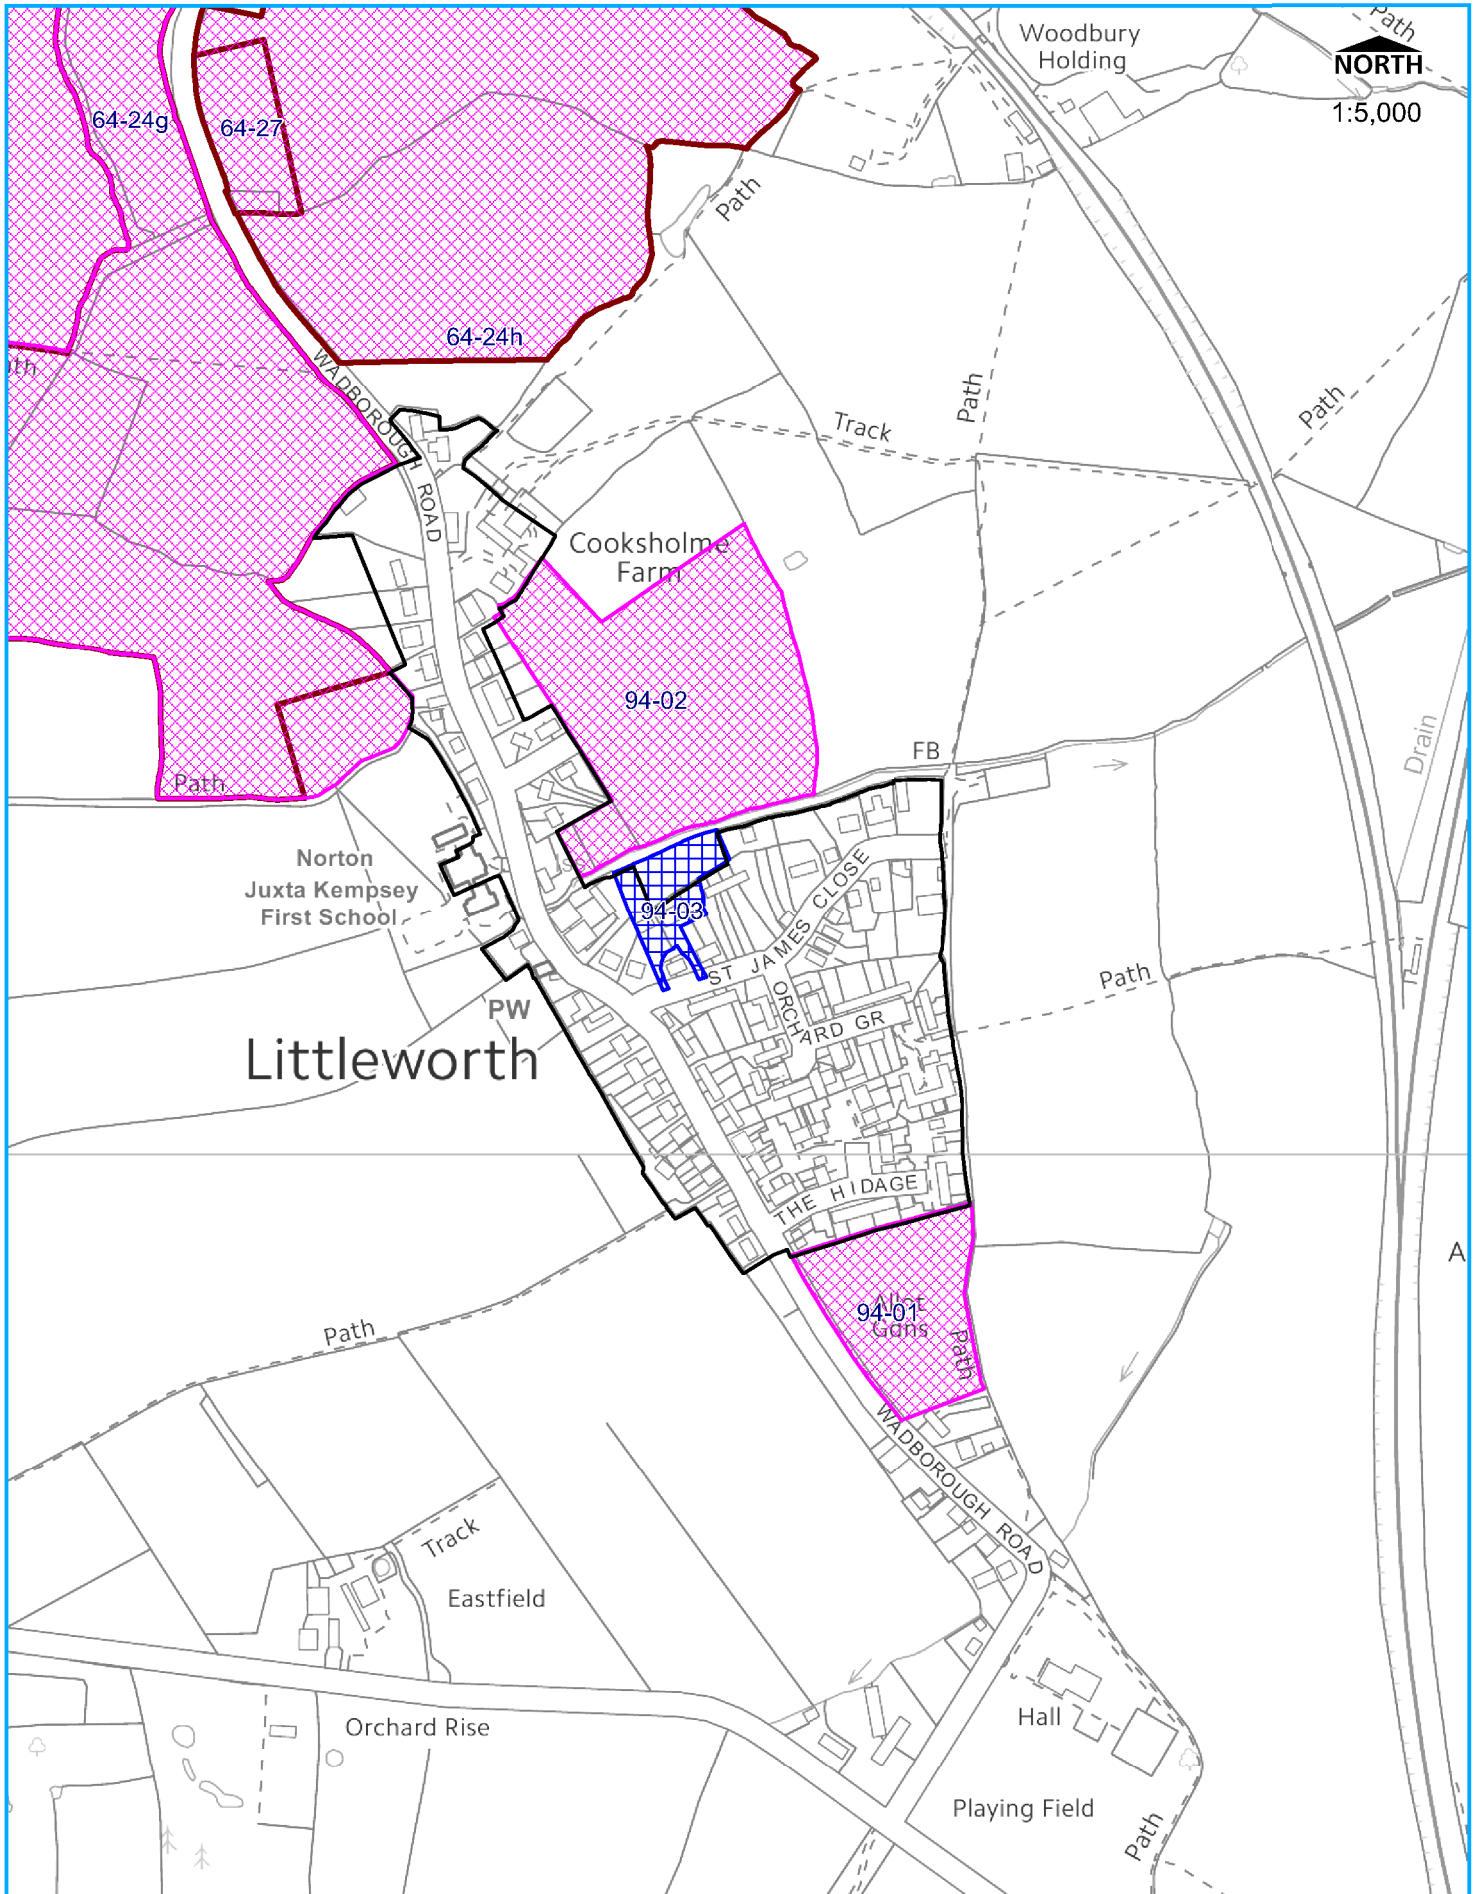 Path
Woodbury
Holding
NORTH
1:5,000
64-24g
64-27
Path
64-24h
WADBOROUGH ROAD
Path
Path
Track
Cooksholme
Farm
94-02
FB
Drain
Path
Norton
Juxta Kempsey
First School
94-03
ST JAMES CLOSE
ORCHARD GR
Path
PW
Littleworth
THE HIDAGE
A
Allot
Gdns
94-01
Path
Path
WADBOROUGH ROAD
Track
Eastfield
Orchard Rise
Hall
Playing Field
Path